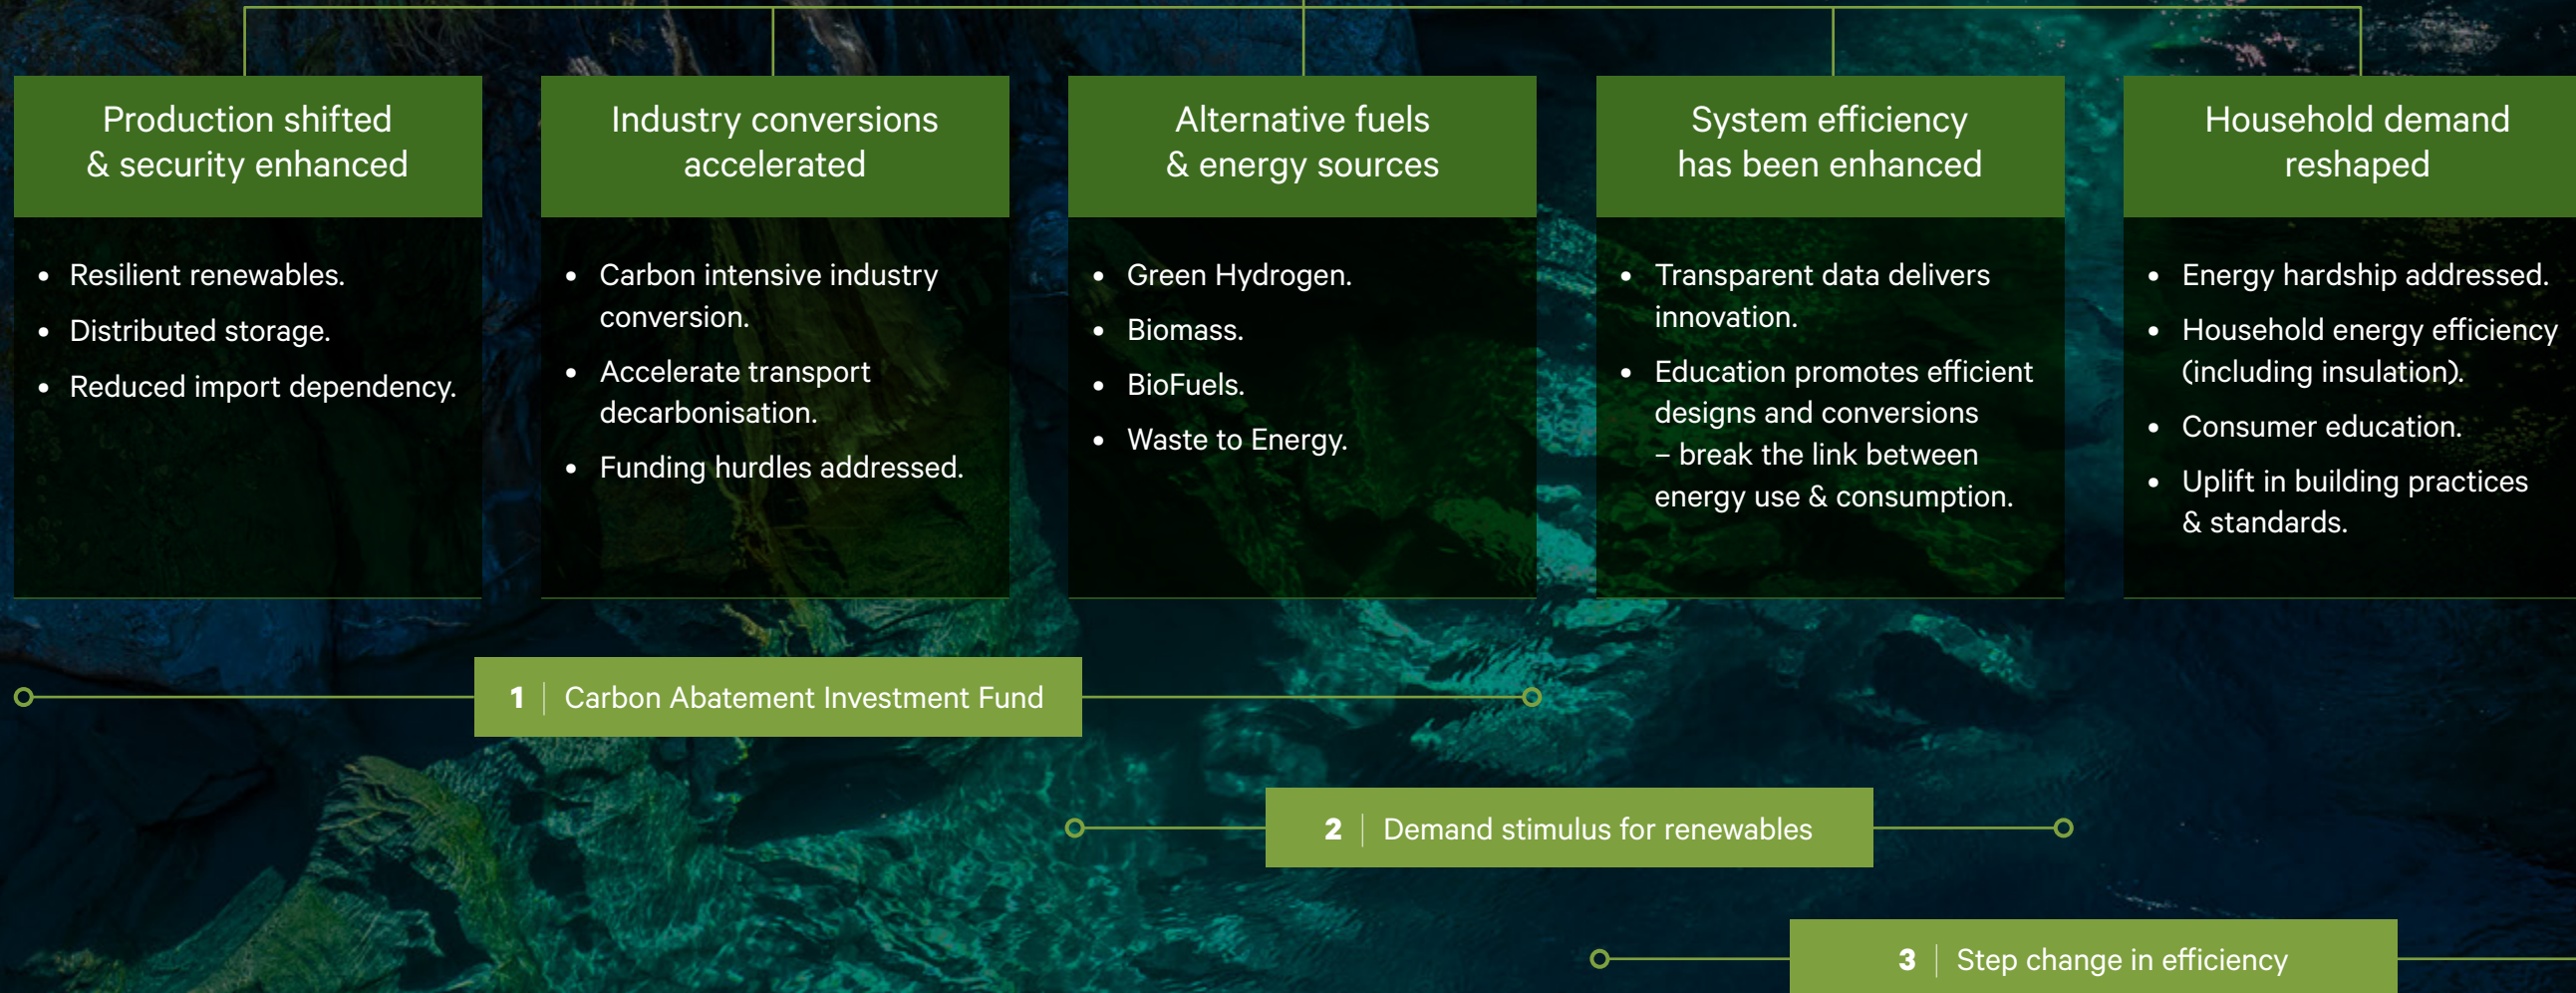 Production shifted
& security enhanced
• Resilient renewables.
• Distributed storage.
• Reduced import dependency.
Industry conversions
accelerated
• Carbon intensive industry
conversion.
• Accelerate transport
decarbonisation.
• Funding hurdles addressed.
Alternative fuels
& energy sources
• Green Hydrogen.
• Biomass.
• BioFuels.
• Waste to Energy.
System efficiency
has been enhanced
• Transparent data delivers
innovation.
• Education promotes efficient
designs and conversions
– break the link between
energy use & consumption.
Household demand
reshaped
• Energy hardship addressed.
• Household energy efficiency
(including insulation).
• Consumer education.
• Uplift in building practices
& standards.
1 | Carbon Abatement Investment Fund
2 | Demand stimulus for renewables
3 | Step change in efficiency